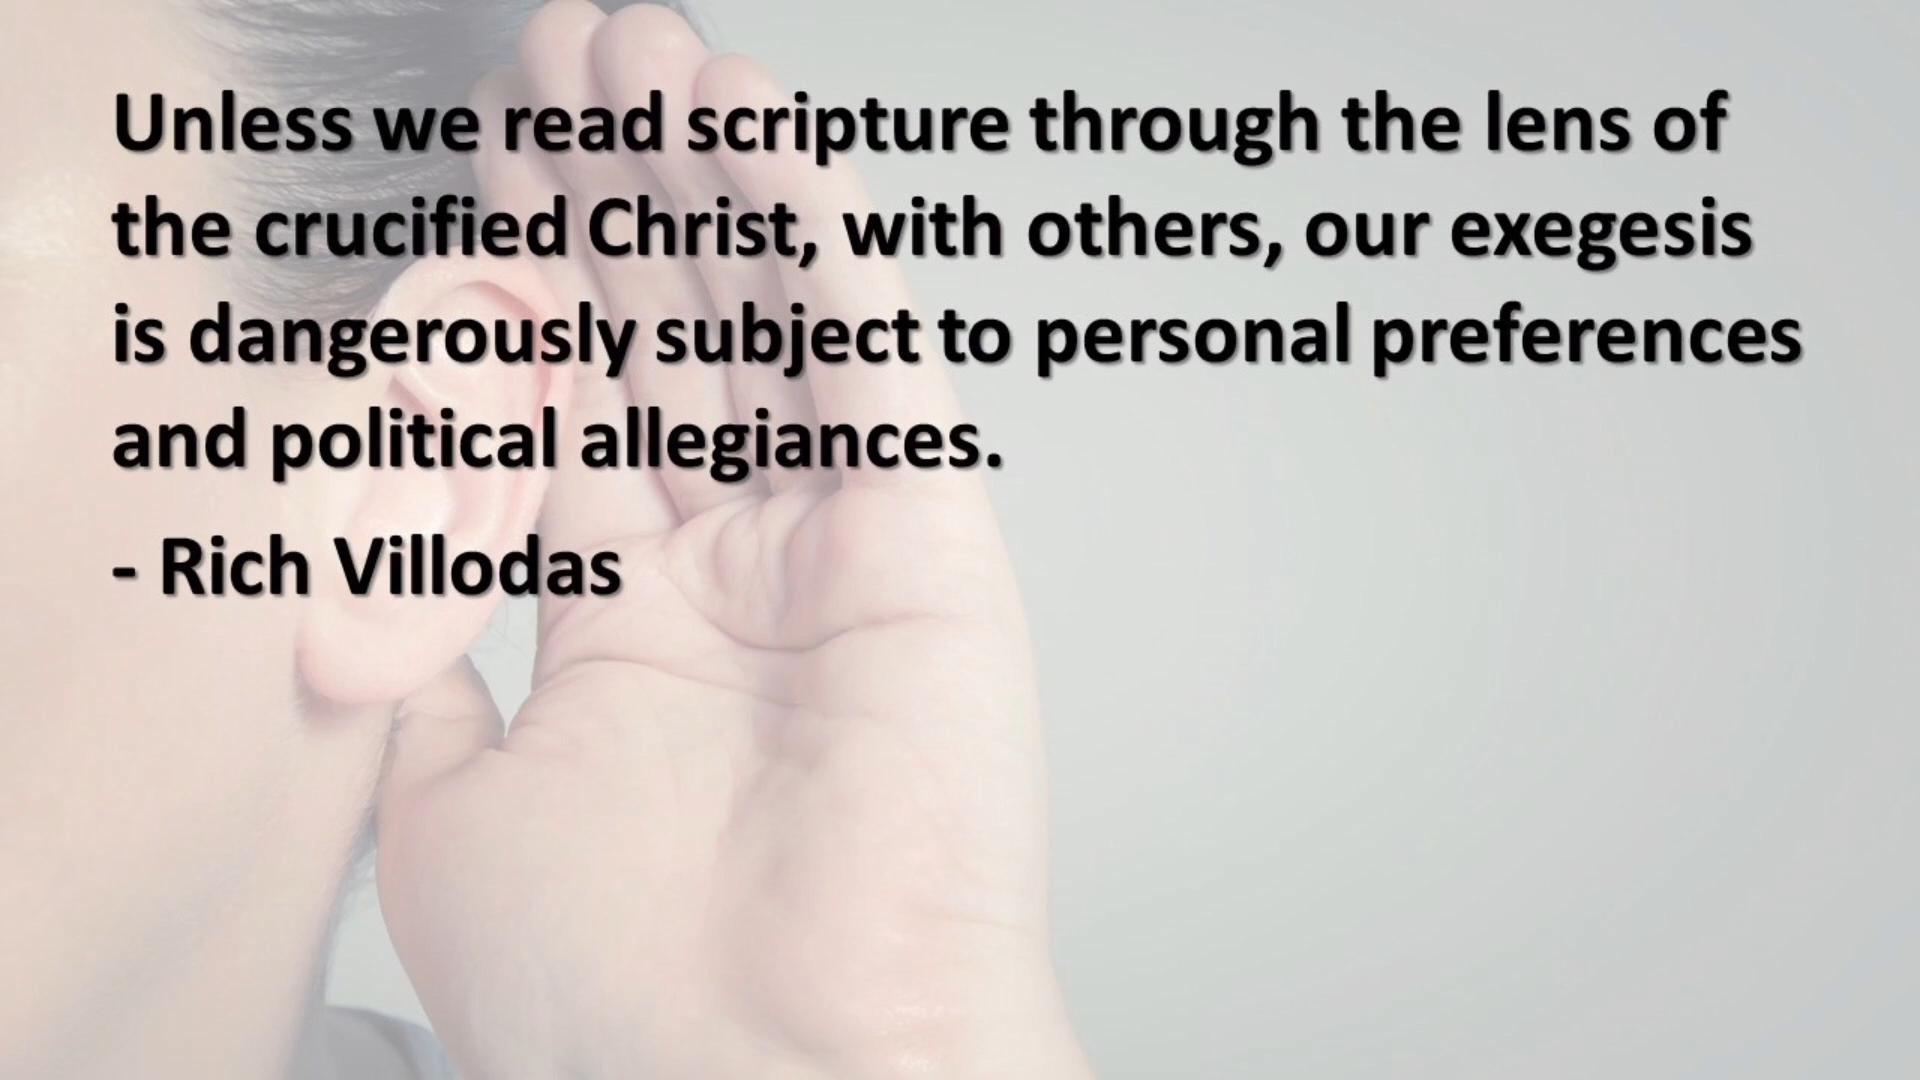 Unless we read scripture through the lens of
the crucified Christ, with others, our exegesis
is dangerously subject to personal preferences
and political allegiances.
- Rich Villodas